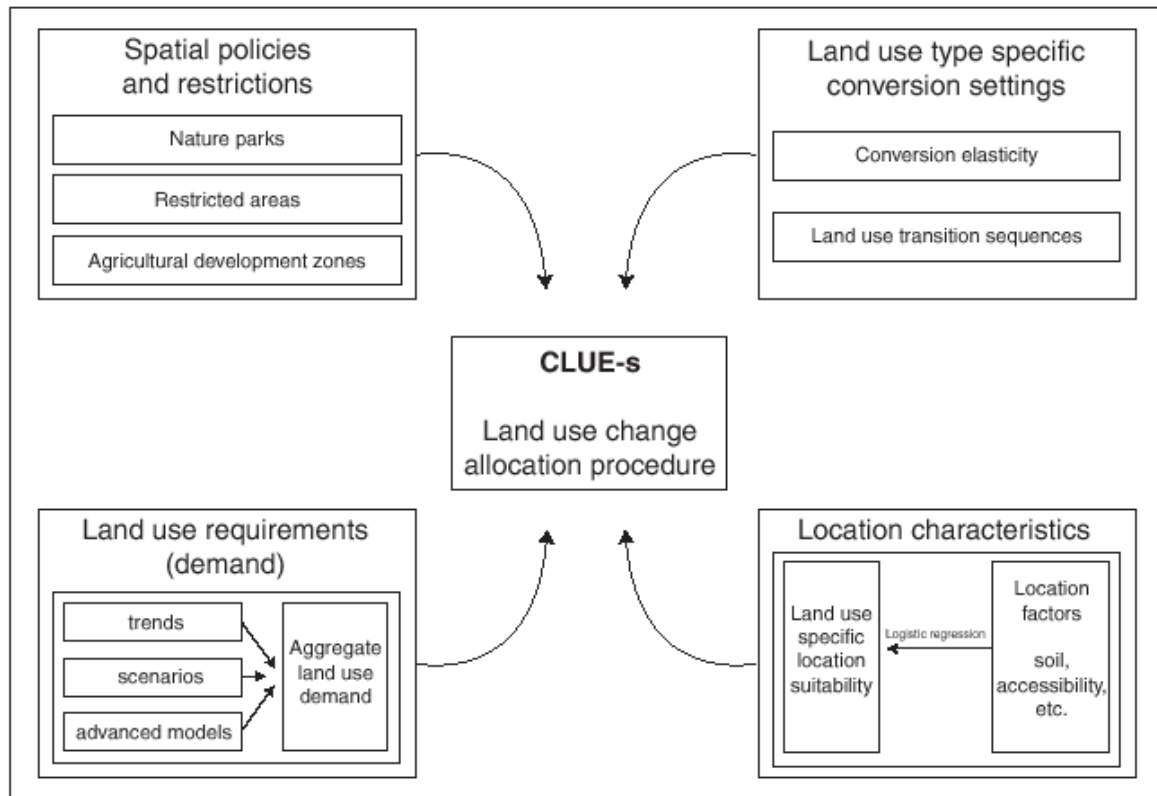 Spatial policies
and restrictions
Nature parks
Restricted areas
Agricultural development zones
Land use type specific
conversion settings
Conversion elasticity
Land use transition sequences
CLUE-s
Land use change
allocation procedure
Land use requirements
(demand)
trends
scenarios
advanced models
Aggregate
land use
demand
Location characteristics
Land use
specific
location
suitability
Logistic regression
Location
factors
soil,
accessibility,
etc.